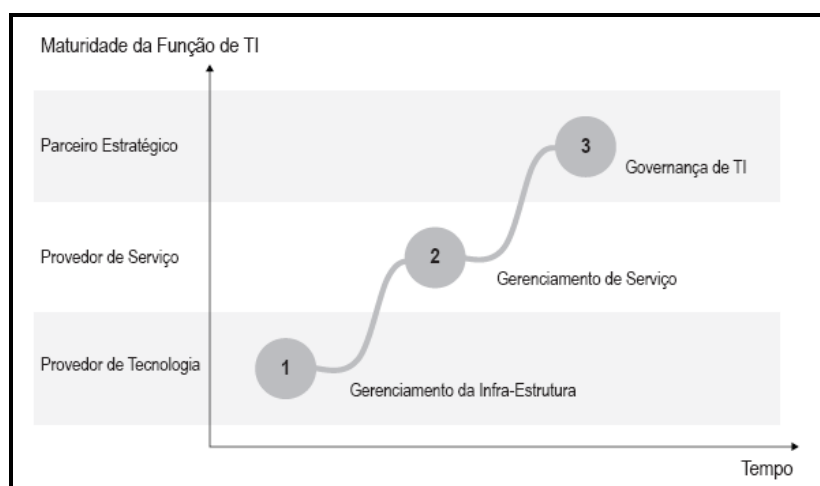 Maturidade da Função de TI
Parceiro Estratégico
3
Governança de TI
Provedor de Serviço
2
Gerenciamento de Serviço
Provedor de Tecnologia
1
Gerenciamento da Infra-Estrutura
Tempo